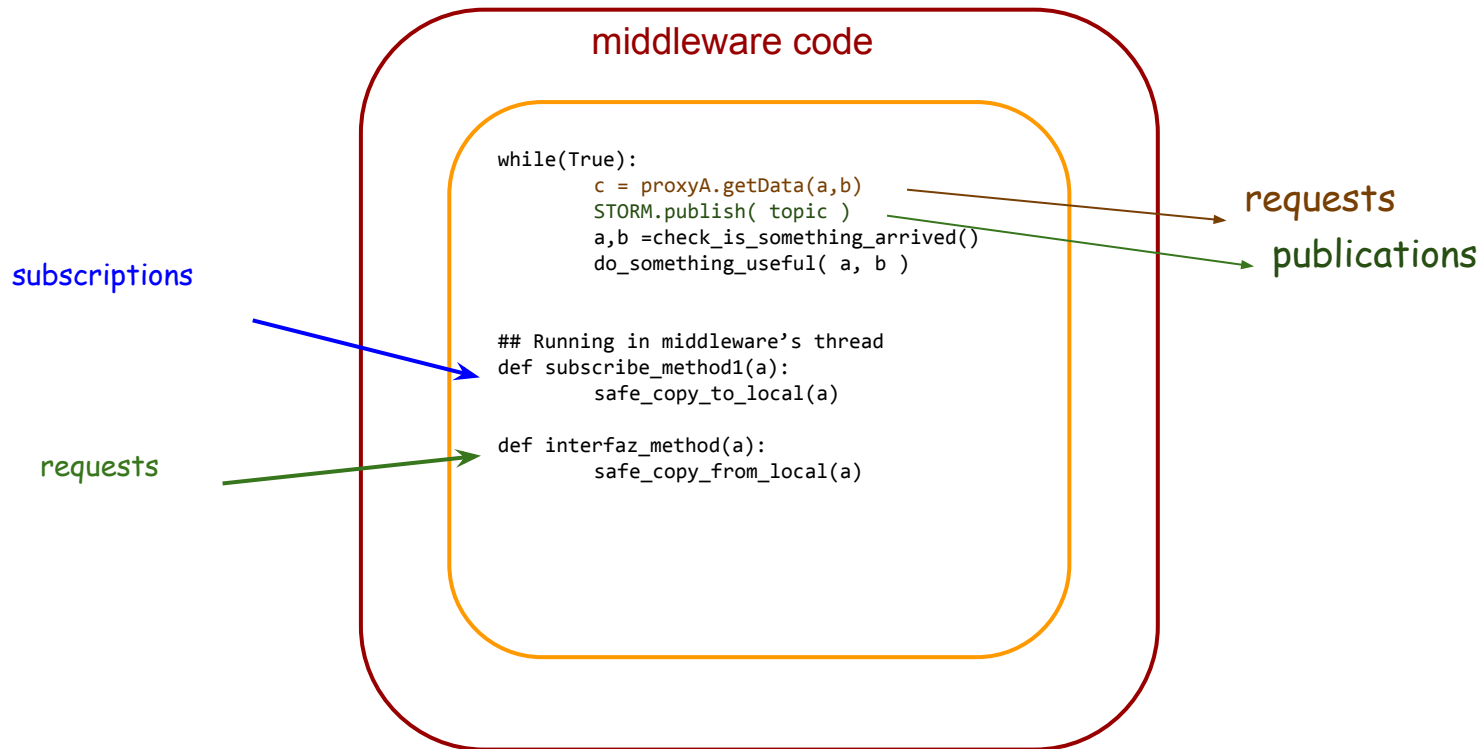 middleware code
while(True):
c = proxyA.getData(a,b)
STORM.publish( topic )
a,b =check_is_something_arrived()
do_something_useful( a, b )
requests
publications
subscriptions
## Running in middleware’s thread
def subscribe_method1(a):
safe_copy_to_local(a)
def interfaz_method(a):
safe_copy_from_local(a)
requests